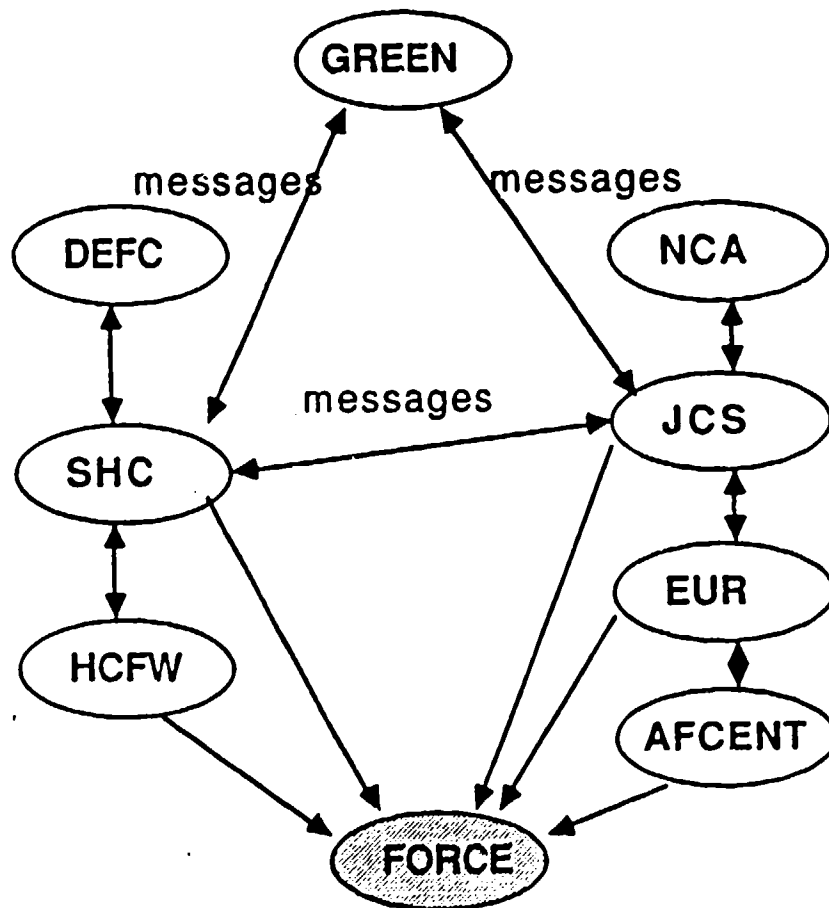 GREEN
messages
messages
DEFC
NCA
messages
JCS
SHC
EUR
HCFW
AFCENT
FORCE